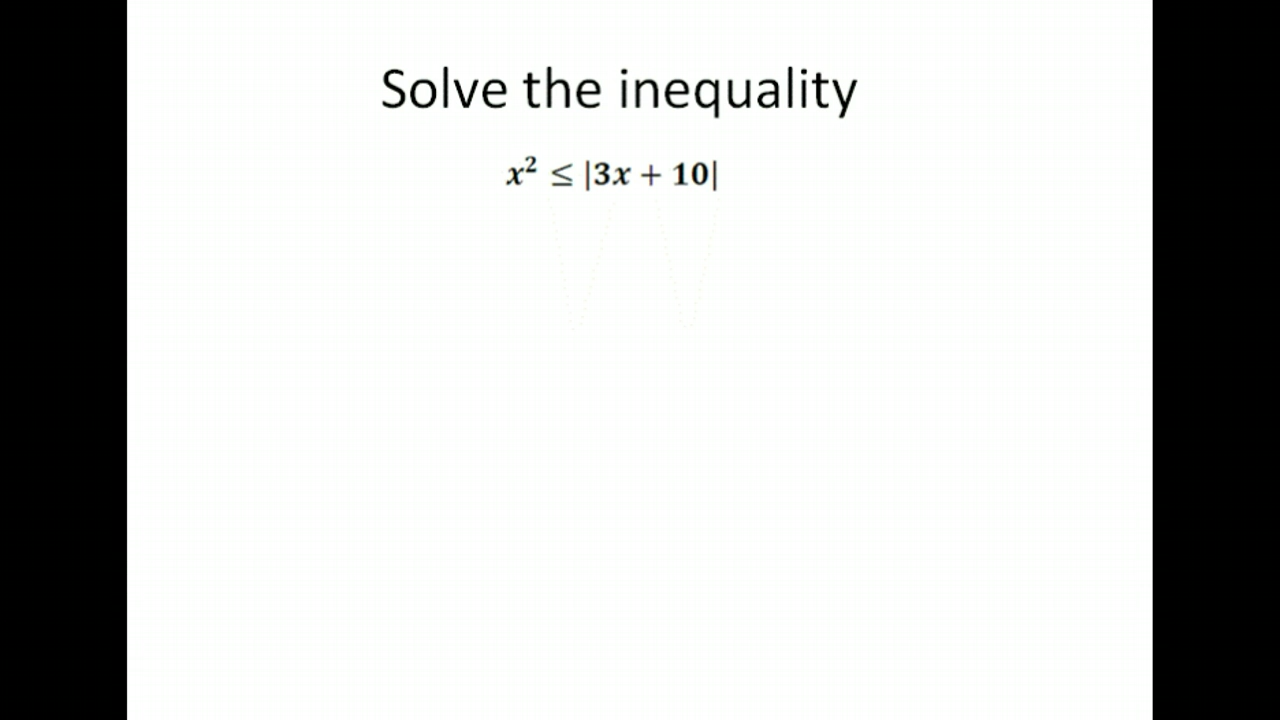 Solve the inequality
x² ≤ |3x + 10|